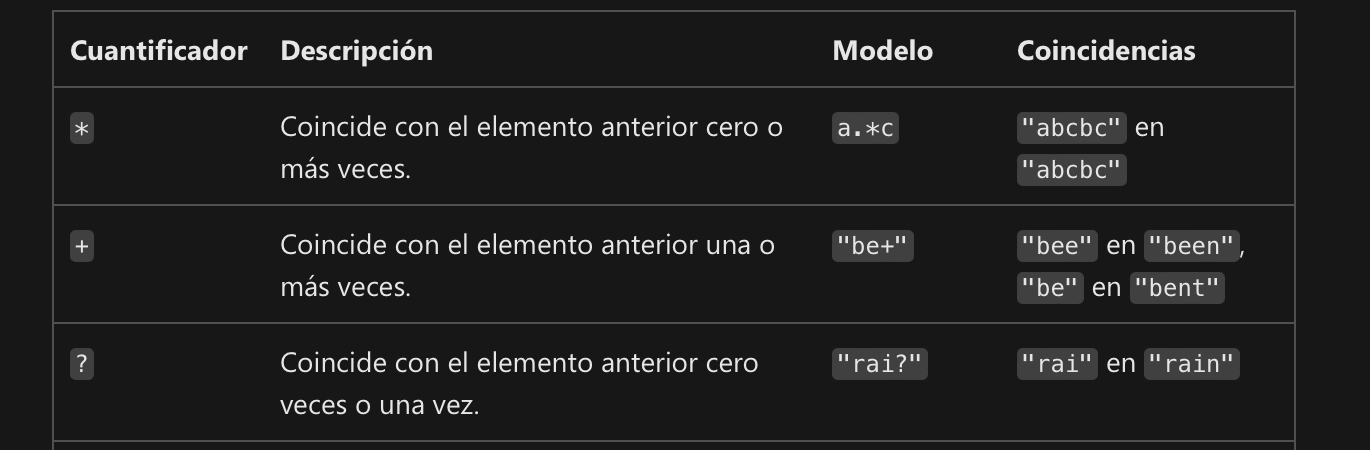 Cuantificador Descripción Modelo Coincidencias
* Coincide con el elemento anterior cero o a.*c "abcbc" en
más veces. "abcbc"
+ Coincide con el elemento anterior una o "be+" "bee" en "been",
más veces. "be" en "bent"
? Coincide con el elemento anterior cero "rai?" "rai" en "rain"
veces o una vez.